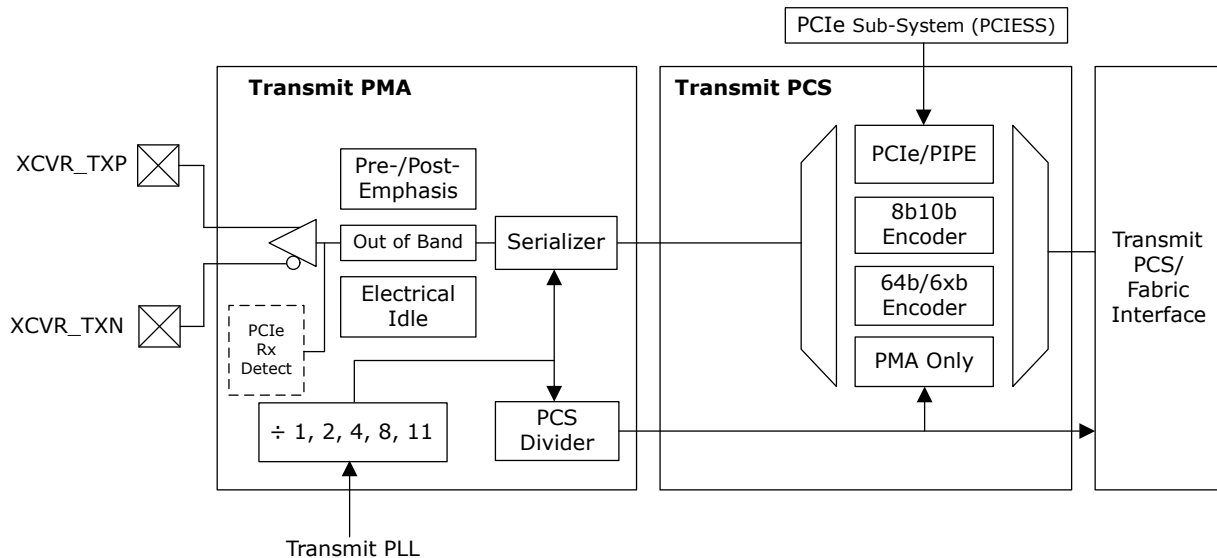 PCIe Sub-System (PCIESS)
Transmit PMA
Transmit PCS
XCVR_TXP
XCVR_TXN
Pre-/Post-
Emphasis
Out of Band
Electrical
Idle
Serializer
PCIe
Rx
Detect
÷ 1, 2, 4, 8, 11
PCS
Divider
Transmit PLL
PCIe/PIPE
8b10b
Encoder
64b/6xb
Encoder
PMA Only
Transmit
PCS/
Fabric
Interface